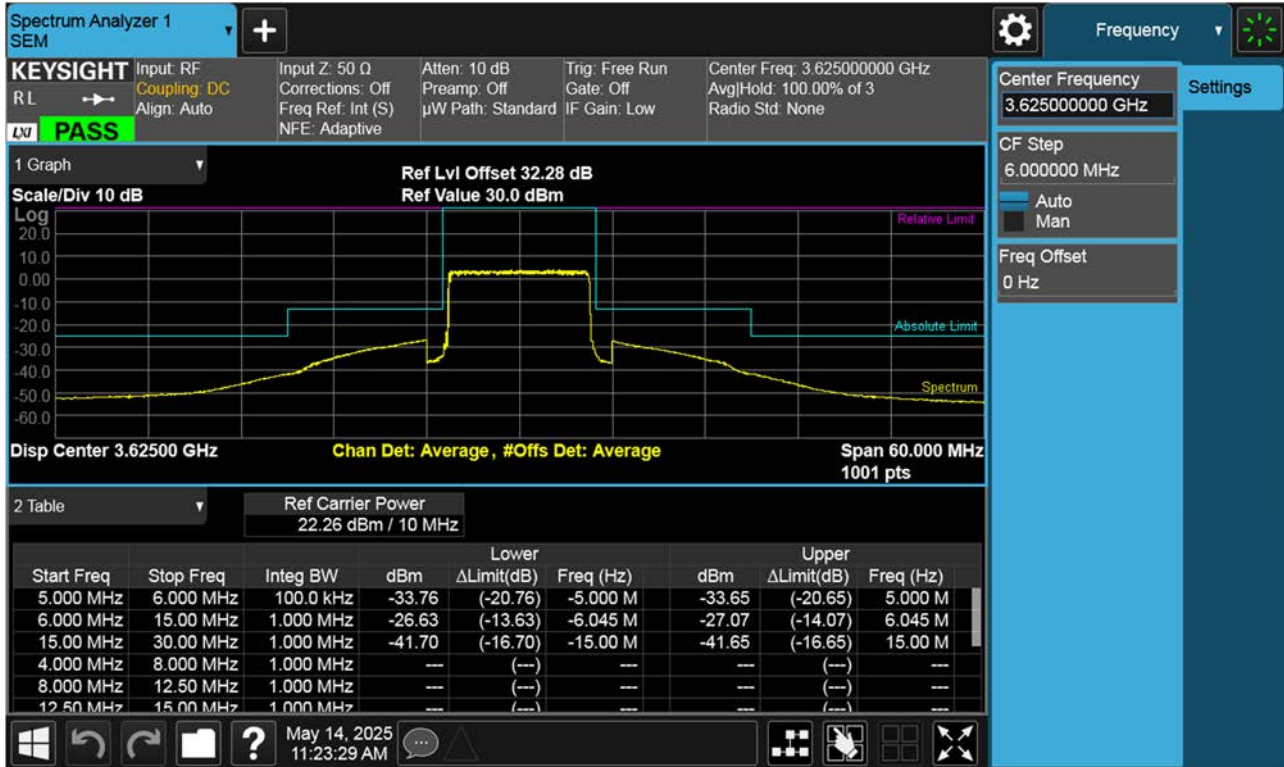 Spectrum Analyzer 1
SEM
Frequency
KEYSIGHT
RL
LXI PASS
Input: RF
Coupling: DC
Align: Auto
Input Z: 50 Ω
Corrections: Off
Freq Ref: Int (S)
NFE: Adaptive
Atten: 10 dB
Preamp: Off
µW Path: Standard
Trig: Free Run
Gate: Off
IF Gain: Low
Center Freq: 3.625000000 GHz
Avg|Hold: 100.00% of 3
Radio Std: None
Center Frequency
3.625000000 GHz
Settings
CF Step
6.000000 MHz
Auto
Man
Freq Offset
0 Hz
1 Graph
Scale/Div 10 dB
Ref Lvl Offset 32.28 dB
Ref Value 30.0 dBm
Log
Relative Limit
20.0
10.0
0.00
-10.0
-20.0
Absolute Limit
-30.0
-40.0
-50.0
Spectrum
-60.0
Disp Center 3.62500 GHz
Chan Det: Average, #Offs Det: Average
Span 60.000 MHz
1001 pts
2 Table
Ref Carrier Power
22.26 dBm / 10 MHz
Lower Upper
Start Freq Stop Freq Integ BW dBm ΔLimit(dB) Freq (Hz) dBm ΔLimit(dB) Freq (Hz)
5.000 MHz 6.000 MHz 100.0 kHz -33.76 (-20.76) -5.000 M -33.65 (-20.65) 5.000 M
6.000 MHz 15.00 MHz 1.000 MHz -26.63 (-13.63) -6.045 M -27.07 (-14.07) 6.045 M
15.00 MHz 30.00 MHz 1.000 MHz -41.70 (-16.70) -15.00 M -41.65 (-16.65) 15.00 M
4.000 MHz 8.000 MHz 1.000 MHz --- (---) --- --- (---) ---
8.000 MHz 12.50 MHz 1.000 MHz --- (---) --- --- (---) ---
12.50 MHz 15.00 MHz 1.000 MHz --- (---) --- --- (---) ---
?
May 14, 2025
11:23:29 AM